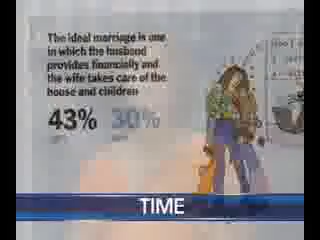 The ideal marriage is one
in which the husband
provides financially and
the wife takes care of the
house and children
43% 30%
TIME